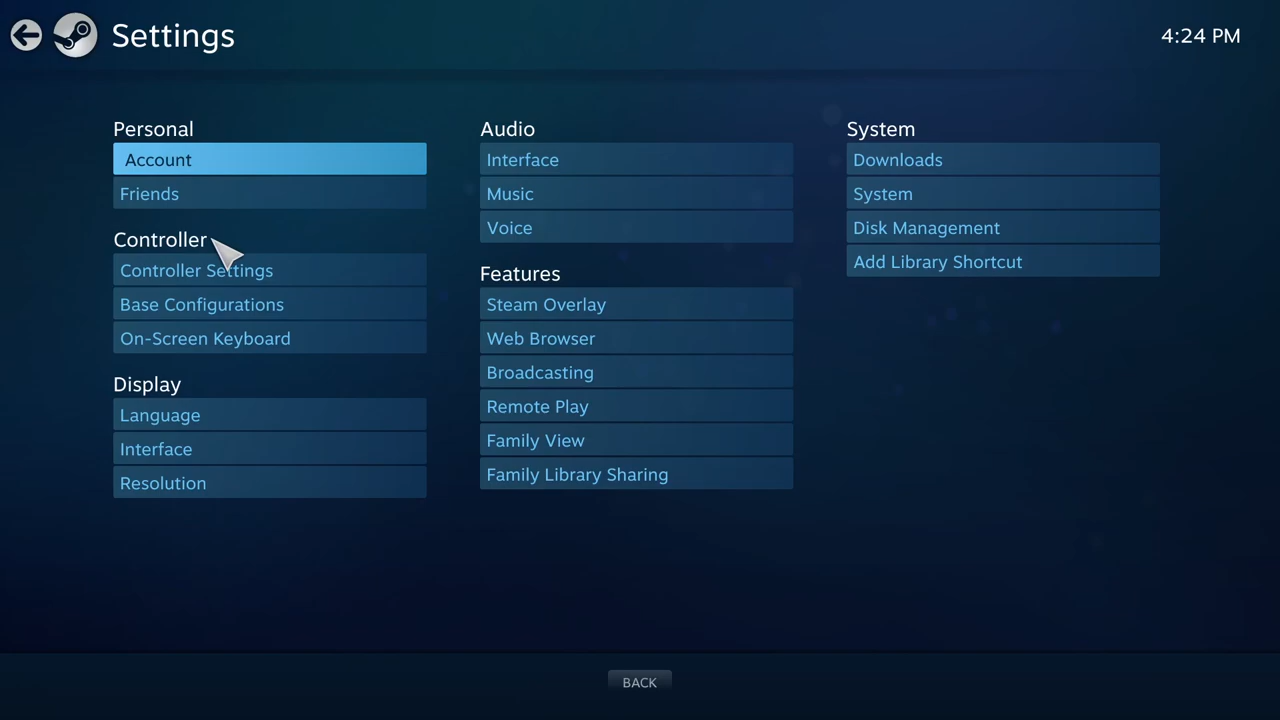 Settings
4:24 PM
Personal
Account
Friends
Controller
Controller Settings
Base Configurations
On-Screen Keyboard
Display
Language
Interface
Resolution
Audio
Interface
Music
Voice
Features
Steam Overlay
Web Browser
Broadcasting
Remote Play
Family View
Family Library Sharing
System
Downloads
System
Disk Management
Add Library Shortcut
BACK